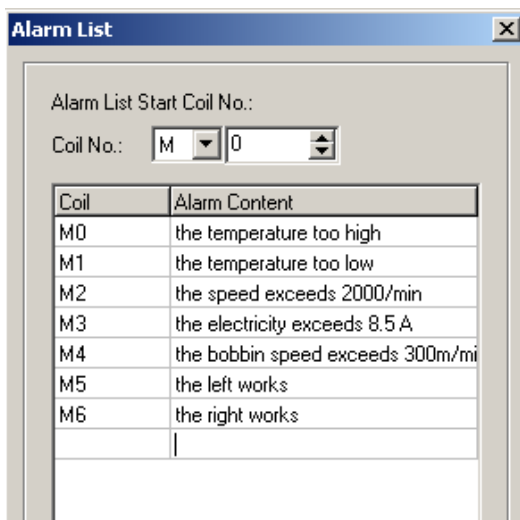 Alarm List
Alarm List Start Coil No.:
Coil No.: M 0
Coil Alarm Content
M0 the temperature too high
M1 the temperature too low
M2 the speed exceeds 2000/min
M3 the electricity exceeds 8.5 A
M4 the bobbin speed exceeds 300m/mi
M5 the left works
M6 the right works